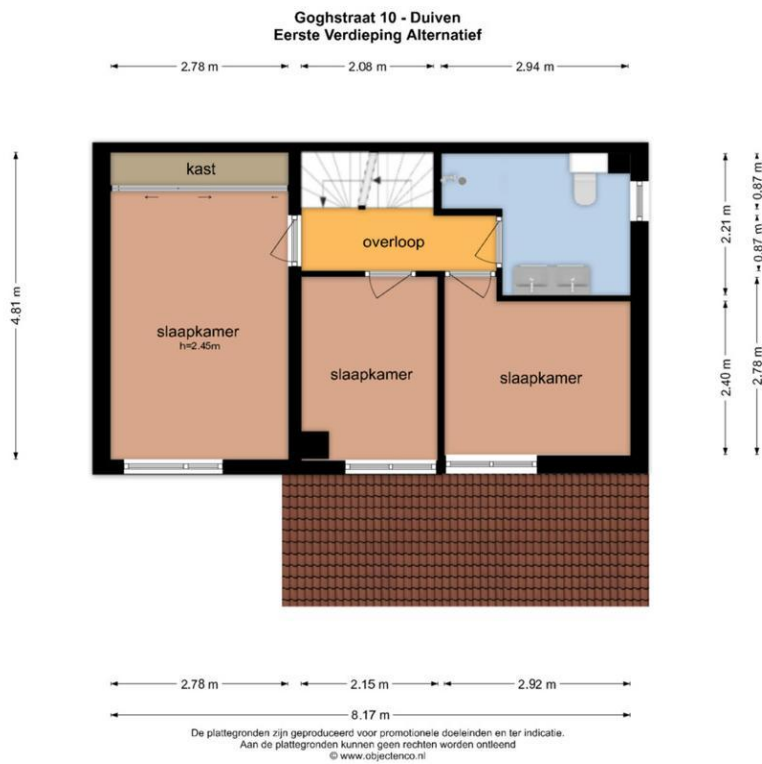 Goghstraat 10 - Duiven
Eerste Verdieping Alternatief
2.78 m 2.08 m 2.94 m
kast
overloop
slaapkamer
h=2.45m
slaapkamer
slaapkamer
4.81 m
2.21 m
2.40 m
0.87 m
0.87 m
2.78 m
2.78 m 2.15 m 2.92 m
8.17 m
De plattegronden zijn geproduceerd voor promotionele doeleinden en ter indicatie.
Aan de plattegronden kunnen geen rechten worden ontleend
© www.objectenco.nl